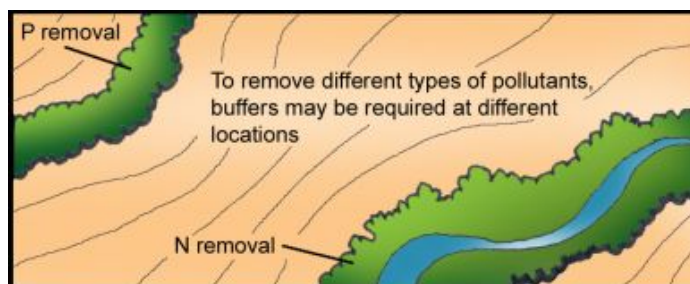 P removal
To remove different types of pollutants,
buffers may be required at different
locations
N removal